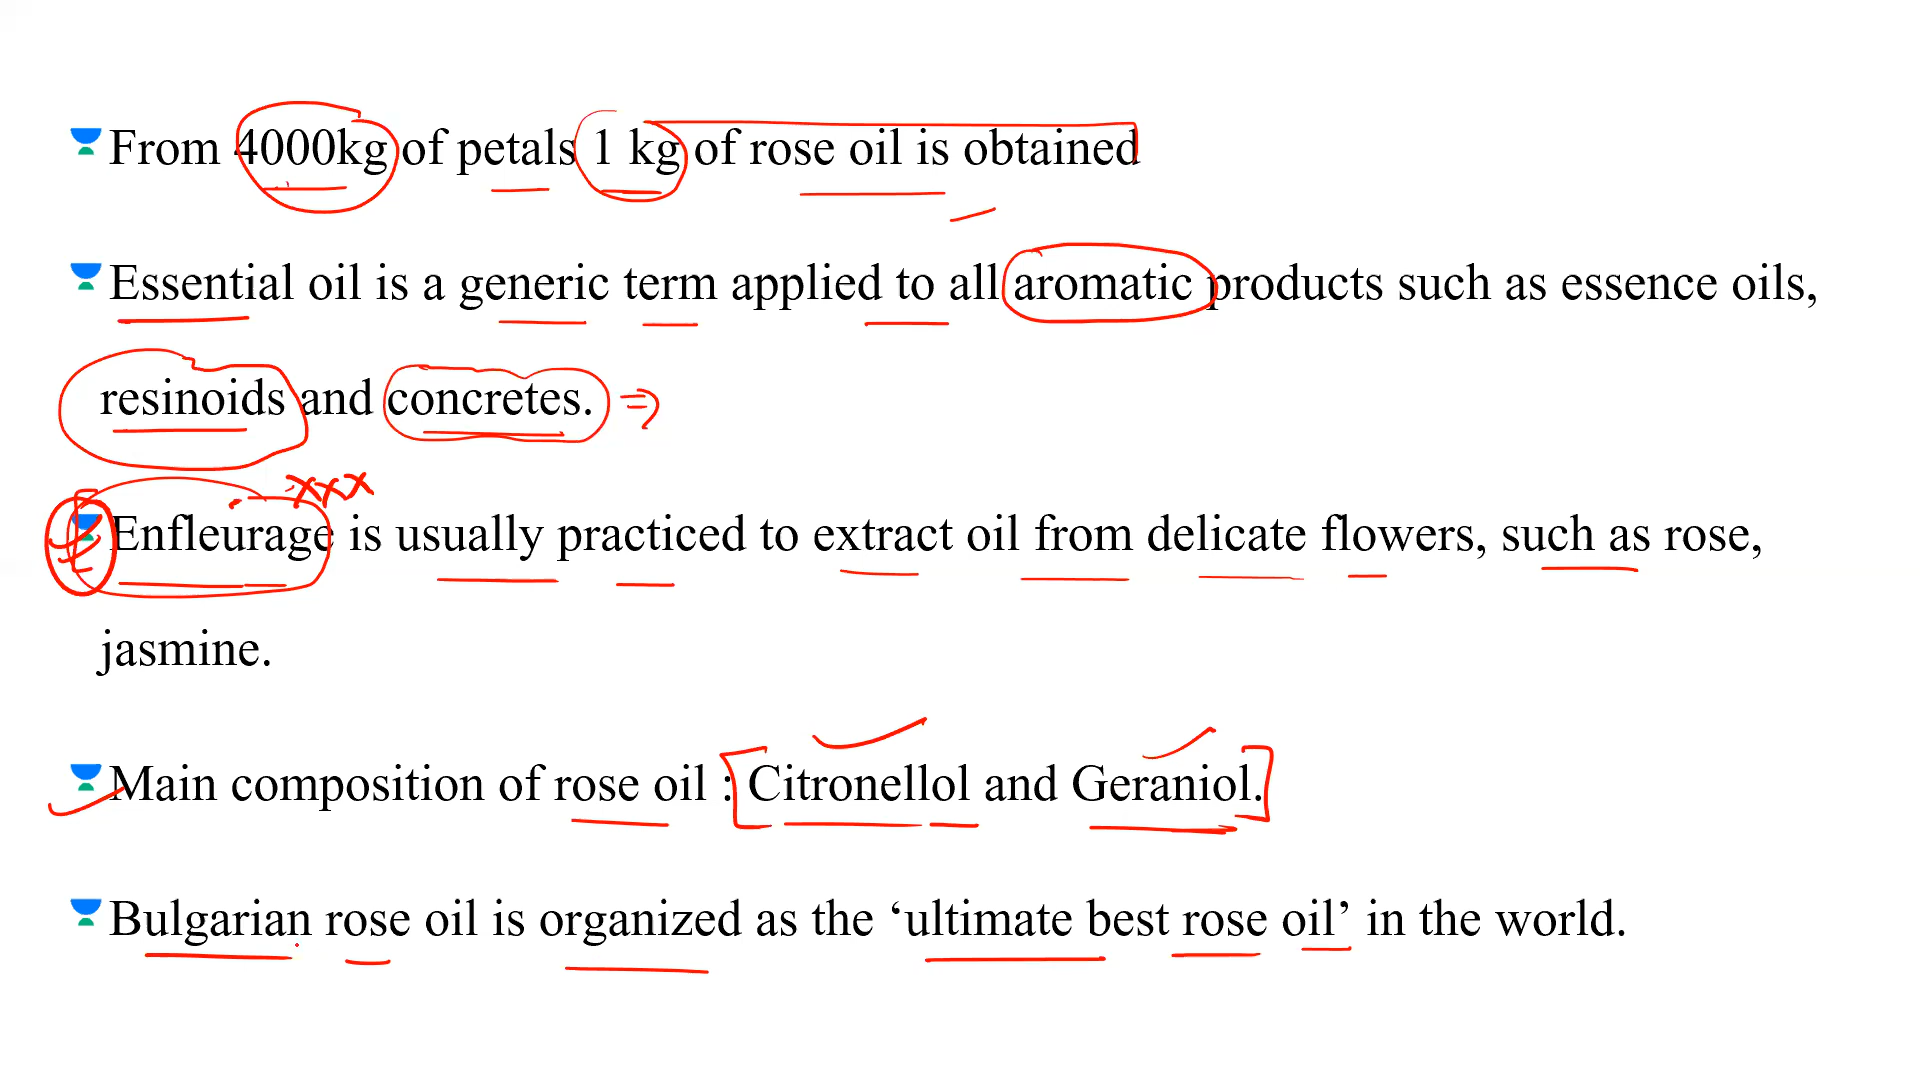 From 4000kg of petals 1 kg of rose oil is obtained
Essential oil is a generic term applied to all aromatic products such as essence oils,
resinoids and concretes. ⇒
xxx
Enfleurage is usually practiced to extract oil from delicate flowers, such as rose,
jasmine.
Main composition of rose oil : Citronellol and Geraniol.
Bulgarian rose oil is organized as the ‘ultimate best rose oil’ in the world.